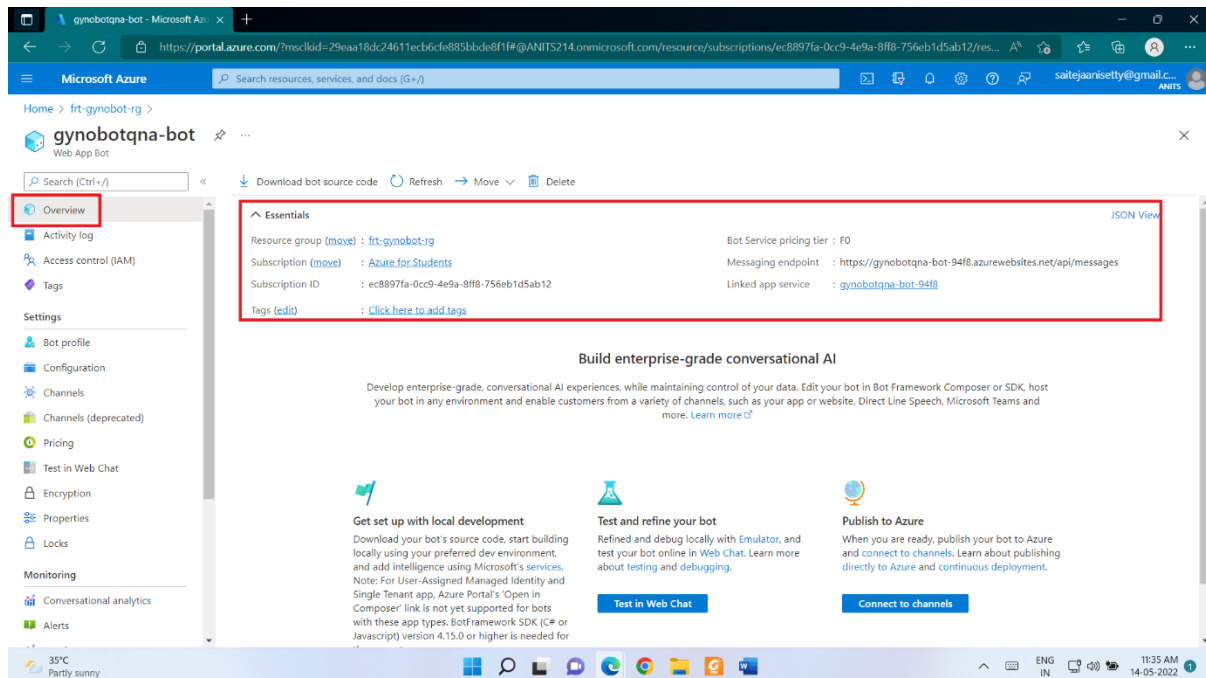 gynobotqna-bot - Microsoft Az
https://portal.azure.com/?msclkid=29eaa18dc24611ecb6cfe885bbde8f1f#@ANITS214.onmicrosoft.com/resource/subscriptions/ec8897fa-0cc9-4e9a-8ff8-756eb1d5ab12/res...
Microsoft Azure
Search resources, services, and docs (G+/)
saitejaanisetty@gmail.c...
ANITS
Home > frt-gynobot-rg >
gynobotqna-bot
Web App Bot
Search (Ctrl+/)
Download bot source code
Refresh
Move
Delete
Overview
Activity log
Access control (IAM)
Tags
Settings
Bot profile
Configuration
Channels
Channels (deprecated)
Pricing
Test in Web Chat
Encryption
Properties
Locks
Monitoring
Conversational analytics
Alerts
Essentials
JSON View
Resource group (move) : frt-gynobot-rg
Subscription (move) : Azure for Students
Subscription ID : ec8897fa-0cc9-4e9a-8ff8-756eb1d5ab12
Tags (edit) : Click here to add tags
Bot Service pricing tier : F0
Messaging endpoint : https://gynobotqna-bot-94f8.azurewebsites.net/api/messages
Linked app service : gynobotqna-bot-94f8
Build enterprise-grade conversational AI
Develop enterprise-grade, conversational AI experiences, while maintaining control of your data. Edit your bot in Bot Framework Composer or SDK, host
your bot in any environment and enable customers from a variety of channels, such as your app or website, Direct Line Speech, Microsoft Teams and
more. Learn more
Get set up with local development
Download your bot's source code, start building
locally using your preferred dev environment,
and add intelligence using Microsoft's services.
Note: For User-Assigned Managed Identity and
Single Tenant app, Azure Portal's 'Open in
Composer' link is not yet supported for bots
with these app types. BotFramework SDK (C# or
Javascript) version 4.15.0 or higher is needed for
Test and refine your bot
Refined and debug locally with Emulator, and
test your bot online in Web Chat. Learn more
about testing and debugging.
Test in Web Chat
Publish to Azure
When you are ready, publish your bot to Azure
and connect to channels. Learn about publishing
directly to Azure and continuous deployment.
Connect to channels
35°C
Partly sunny
ENG
IN
11:35 AM
14-05-2022
1